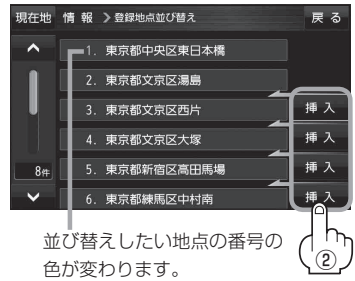 現在地 情 報 ＞登録地点並び替え 戻 る
1. 東京都中央区東日本橋
2. 東京都文京区湯島
3. 東京都文京区西片 挿 入
4. 東京都文京区大塚 挿 入
8件 5. 東京都新宿区高田馬場 挿 入
6. 東京都練馬区中村南 挿 入
②
並び替えしたい地点の番号の
色が変わります。